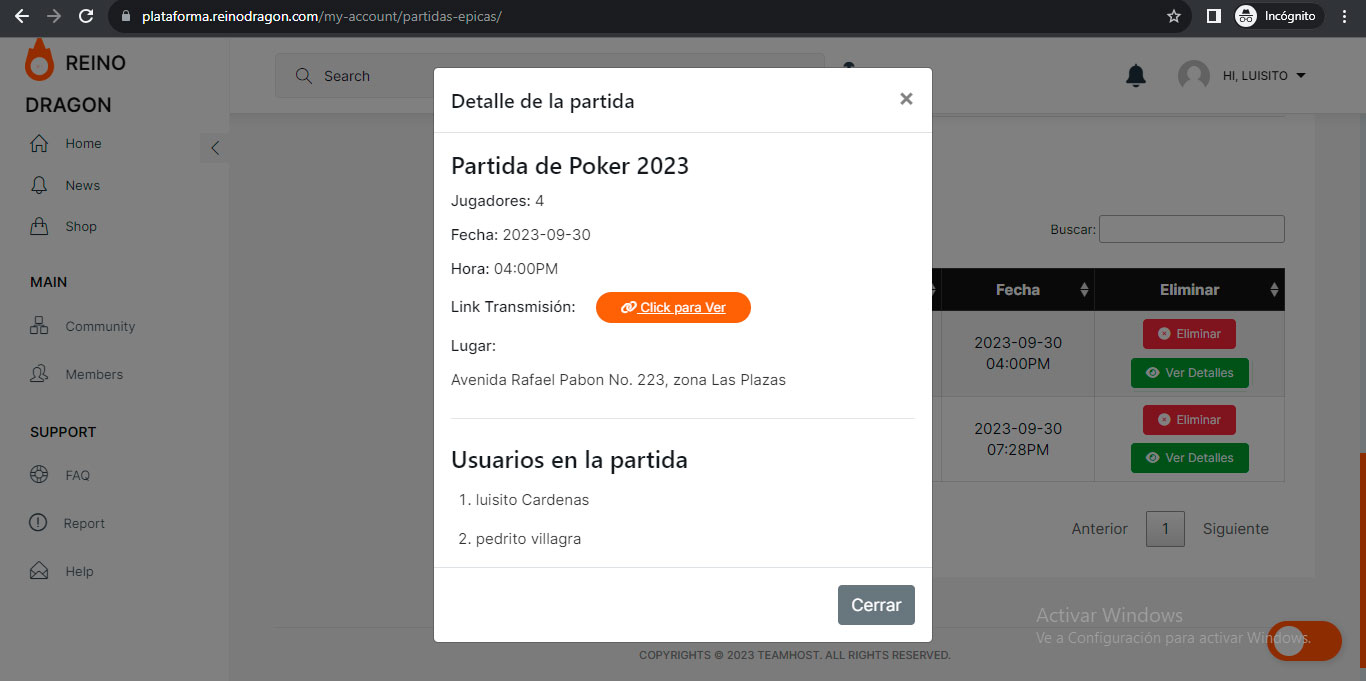 plataforma.reinodragon.com/my-account/partidas-epicas/
Incógnito
REINO
DRAGON
Search
HI, LUISITO
Home
News
Shop
MAIN
Community
Members
SUPPORT
FAQ
Report
Help
Detalle de la partida
×
Partida de Poker 2023
Jugadores: 4
Fecha: 2023-09-30
Hora: 04:00PM
Link Transmisión: Click para Ver
Lugar:
Avenida Rafael Pabon No. 223, zona Las Plazas
Usuarios en la partida
1. luisito Cardenas
2. pedrito villagra
Cerrar
Buscar:
Fecha Eliminar
2023-09-30
04:00PM
Eliminar
Ver Detalles
2023-09-30
07:28PM
Eliminar
Ver Detalles
Anterior 1 Siguiente
Activar Windows
Ve a Configuración para activar Windows.
COPYRIGHTS © 2023 TEAMHOST. ALL RIGHTS RESERVED.